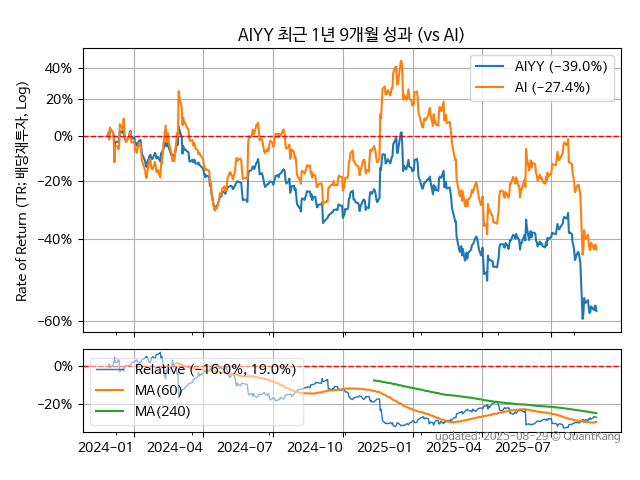 AIYY 최근 1년 9개월 성과 (vs AI)
Rate of Return (TR: 배당재투자, Log)
40%
20%
0%
−20%
−40%
−60%
AIYY (−39.0%)
AI (−27.4%)
0%
−20%
Relative (−16.0%, 19.0%)
MA(60)
MA(240)
2024-01 2024-04 2024-07 2024-10 2025-01 2025-04 2025-07
updated: 2025-08-29 © QuantKang